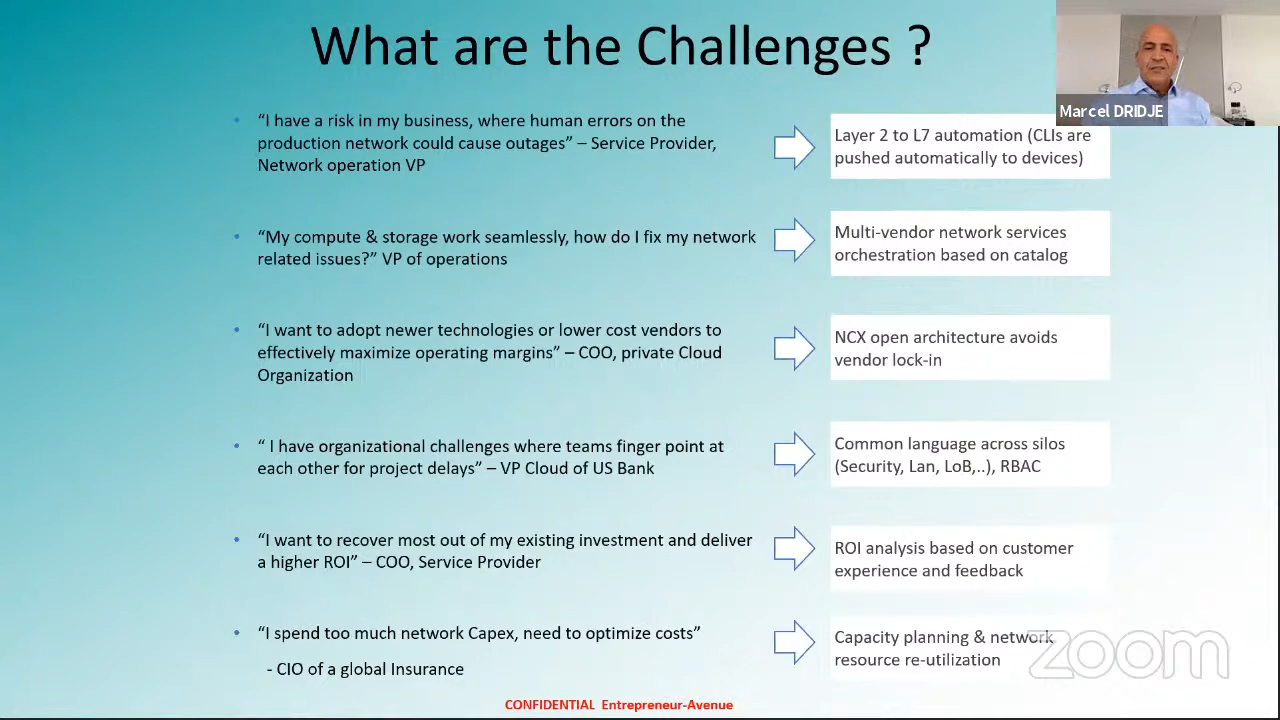 What are the Challenges ?
Marcel DRIDJE
• “I have a risk in my business, where human errors on the
production network could cause outages” – Service Provider,
Network operation VP
Layer 2 to L7 automation (CLIs are
pushed automatically to devices)
• “My compute & storage work seamlessly, how do I fix my network
related issues?” VP of operations
Multi-vendor network services
orchestration based on catalog
• “I want to adopt newer technologies or lower cost vendors to
effectively maximize operating margins” – COO, private Cloud
Organization
NCX open architecture avoids
vendor lock-in
• “ I have organizational challenges where teams finger point at
each other for project delays” – VP Cloud of US Bank
Common language across silos
(Security, Lan, LoB,..), RBAC
• “I want to recover most out of my existing investment and deliver
a higher ROI” – COO, Service Provider
ROI analysis based on customer
experience and feedback
• “I spend too much network Capex, need to optimize costs”
- CIO of a global Insurance
Capacity planning & network
resource re-utilization
zoom
CONFIDENTIAL Entrepreneur-Avenue